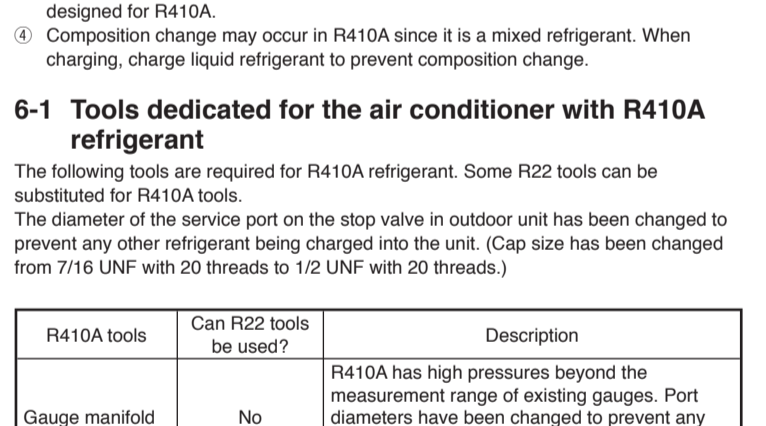 designed for R410A.
④ Composition change may occur in R410A since it is a mixed refrigerant. When
charging, charge liquid refrigerant to prevent composition change.
6-1 Tools dedicated for the air conditioner with R410A
refrigerant
The following tools are required for R410A refrigerant. Some R22 tools can be
substituted for R410A tools.
The diameter of the service port on the stop valve in outdoor unit has been changed to
prevent any other refrigerant being charged into the unit. (Cap size has been changed
from 7/16 UNF with 20 threads to 1/2 UNF with 20 threads.)
R410A tools
Can R22 tools
be used?
Description
Gauge manifold
No
R410A has high pressures beyond the
measurement range of existing gauges. Port
diameters have been changed to prevent any